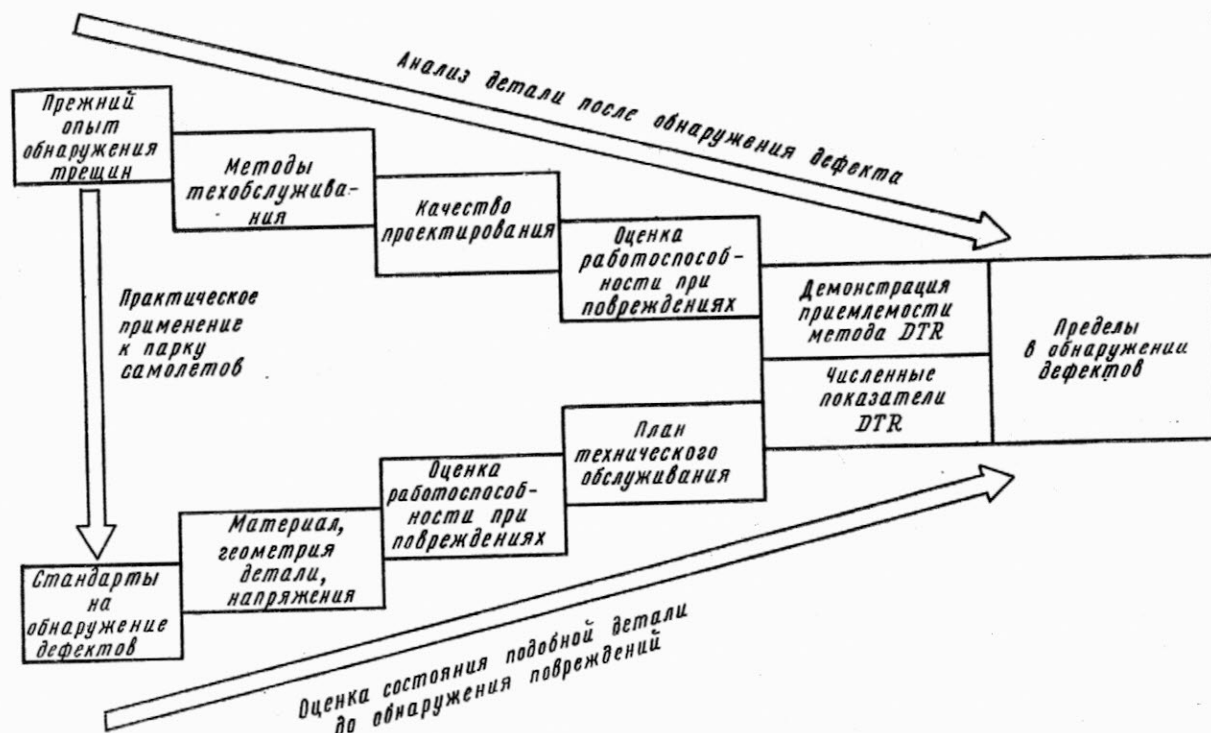 Анализ детали после обнаружения дефекта
Прежний
опыт
обнаружения
трещин
Методы
техобслужива-
ния
Качество
проектирования
Оценка
работоспособ-
ности при
повреждениях
Демонстрация
приемлемости
метода DTR
Пределы
в обнаружении
дефектов
Численные
показатели
DTR
Практическое
применение
к парку
самолётов
План
технического
обслуживания
Оценка
работоспособ-
ности при
повреждениях
Материал,
геометрия
детали,
напряжения
Стандарты
на
обнаружение
дефектов
Оценка состояния подобной детали
до обнаружения повреждений